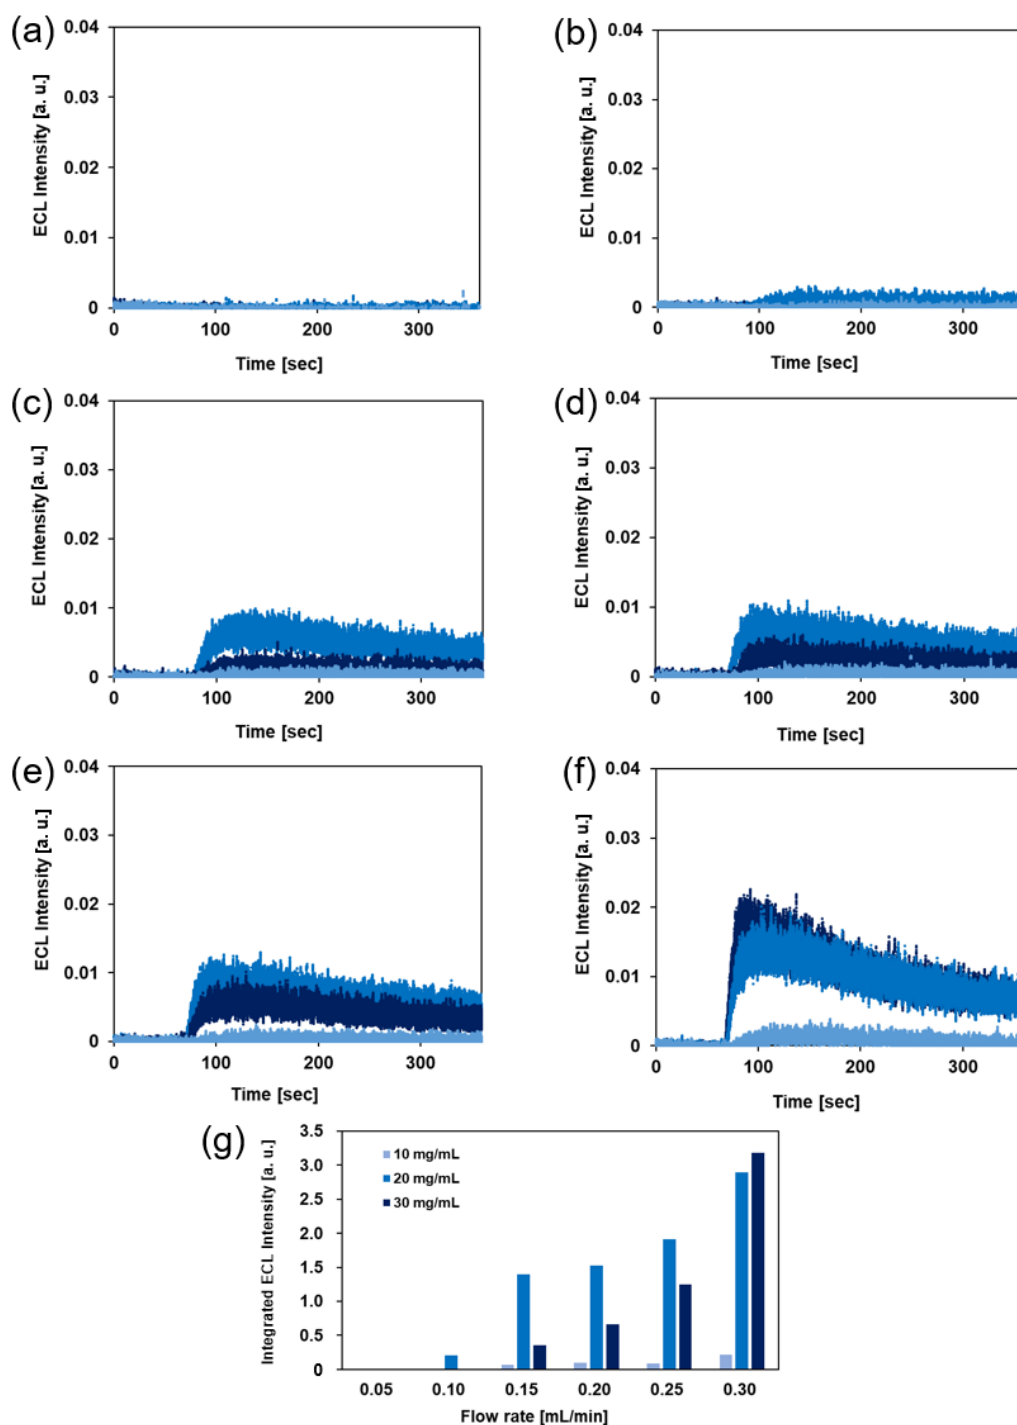 (a)
0.04
0.03
0.02
0.01
0
ECL Intensity [a. u.]
0 100 200 300
Time [sec]
(b)
0.04
0.03
0.02
0.01
0
ECL Intensity [a. u.]
0 100 200 300
Time [sec]
(c)
0.04
0.03
0.02
0.01
0
ECL Intensity [a. u.]
0 100 200 300
Time [sec]
(d)
0.04
0.03
0.02
0.01
0
ECL Intensity [a. u.]
0 100 200 300
Time [sec]
(e)
0.04
0.03
0.02
0.01
0
ECL Intensity [a. u.]
0 100 200 300
Time [sec]
(f)
0.04
0.03
0.02
0.01
0
ECL Intensity [a. u.]
0 100 200 300
Time [sec]
(g)
3.5
3.0
2.5
2.0
1.5
1.0
0.5
0
Integrated ECL Intensity [a. u.]
10 mg/mL
20 mg/mL
30 mg/mL
0.05 0.10 0.15 0.20 0.25 0.30
Flow rate [mL/min]